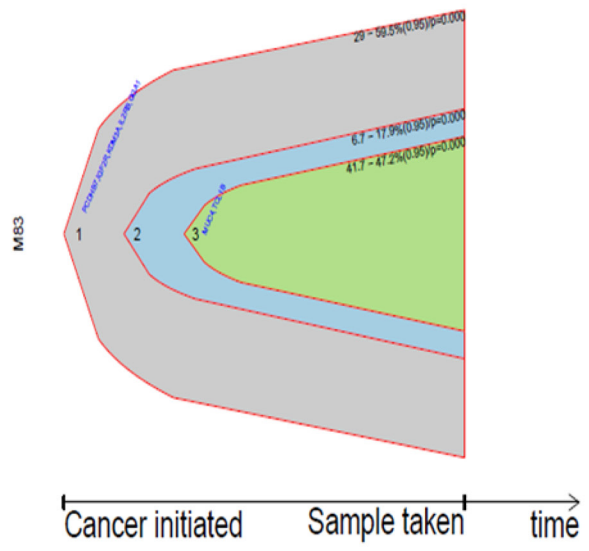 29 - 59.5%(0.95)/p=0.000
6.7 - 17.9%(0.95)/p=0.000
41.7 - 47.2%(0.95)/p=0.000
M83
1
2
3
Cancer initiated
Sample taken
time